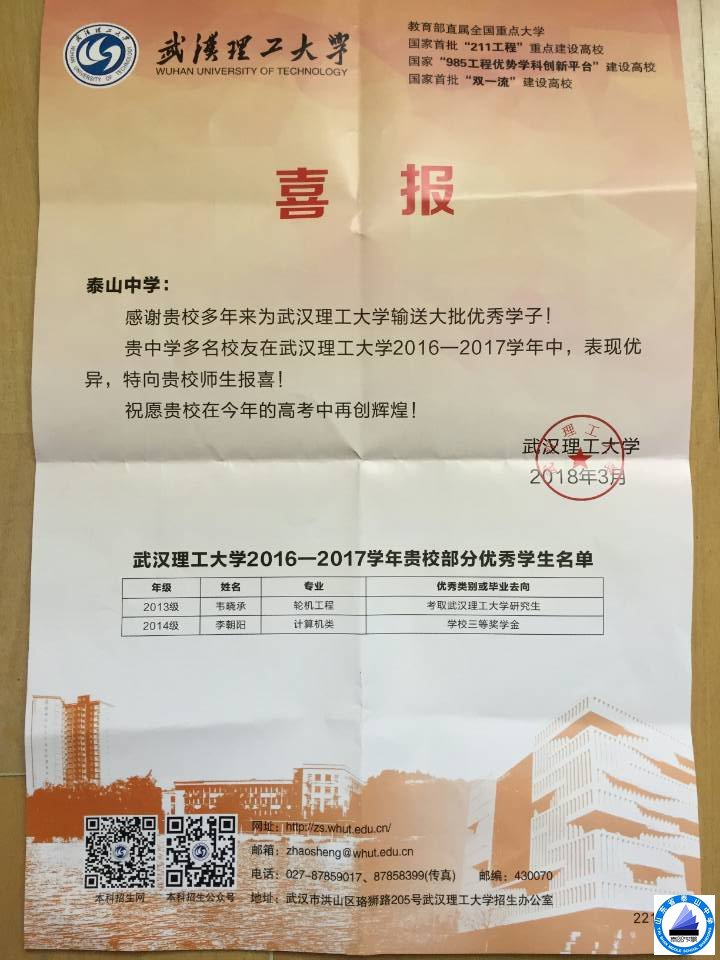 武汉理工大学
WUHAN UNIVERSITY OF TECHNOLOGY
教育部直属全国重点大学
国家首批“211工程”重点建设高校
国家“985工程优势学科创新平台”建设高校
国家首批“双一流”建设高校
喜 报
泰山中学：
感谢贵校多年来为武汉理工大学输送大批优秀学子！
贵中学多名校友在武汉理工大学2016—2017学年中，表现优
异，特向贵校师生报喜！
祝愿贵校在今年的高考中再创辉煌！
武汉理工大学
2018年3月
武汉理工大学2016—2017学年贵校部分优秀学生名单
年级 姓名 专业 优秀类别或毕业去向
2013级 韦晓承 轮机工程 考取武汉理工大学研究生
2014级 李朝阳 计算机类 学校三等奖学金
网址：http://zs.whut.edu.cn/
邮箱：zhaosheng@whut.edu.cn
电话：027-87859017、87858399(传真) 邮编：430070
地址：武汉市洪山区珞狮路205号武汉理工大学招生办公室
本科招生网 本科招生公众号
221
山东省泰山中学